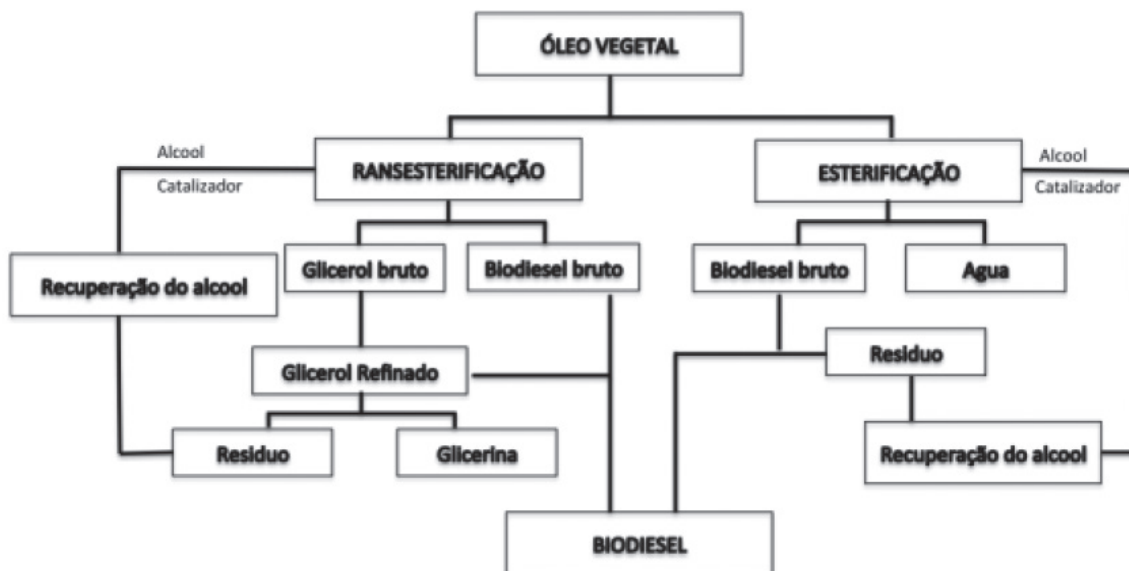 ÓLEO VEGETAL
Alcool
Catalizador
RANSESTERIFICAÇÃO
ESTERIFICAÇÃO
Alcool
Catalizador
Recuperação do alcool
Glicerol bruto
Biodiesel bruto
Biodiesel bruto
Agua
Glicerol Refinado
Residuo
Residuo
Glicerina
Recuperação do alcool
BIODIESEL